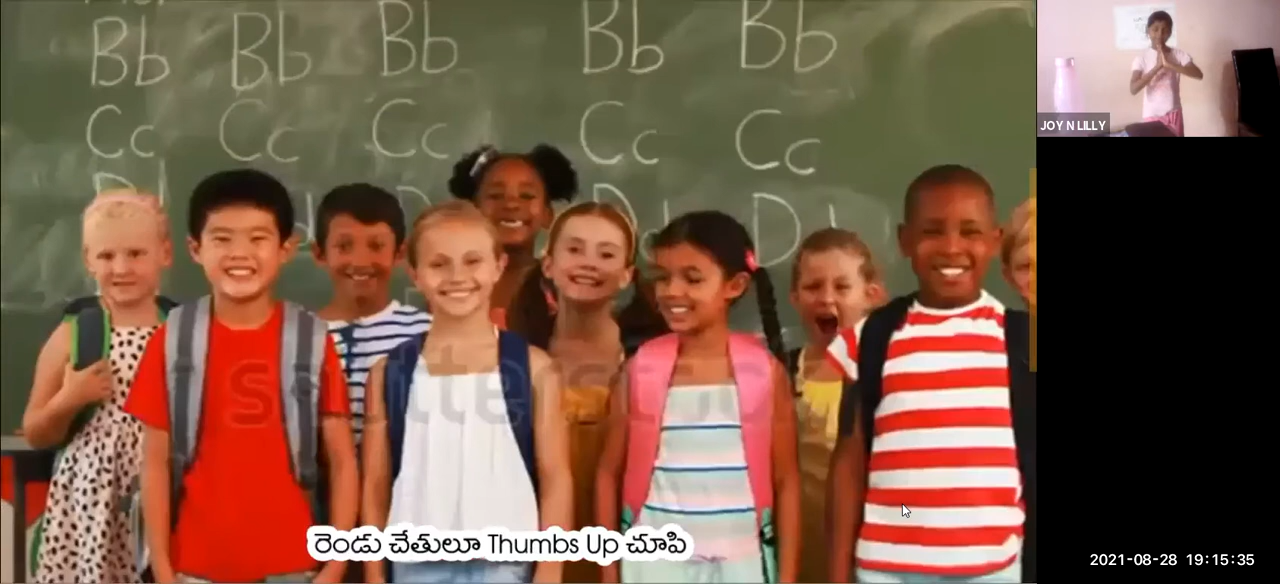 Bb Bb Bb Bb Bb
Cc Cc Cc Cc Cc
JOY N LILLY
shutterstock
రెండు చేతులూ Thumbs Up చూపి
2021-08-28 19:15:35